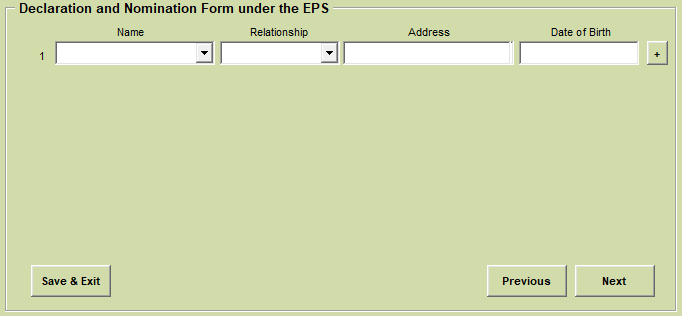 Declaration and Nomination Form under the EPS
Name Relationship Address Date of Birth
1 +
Save & Exit Previous Next